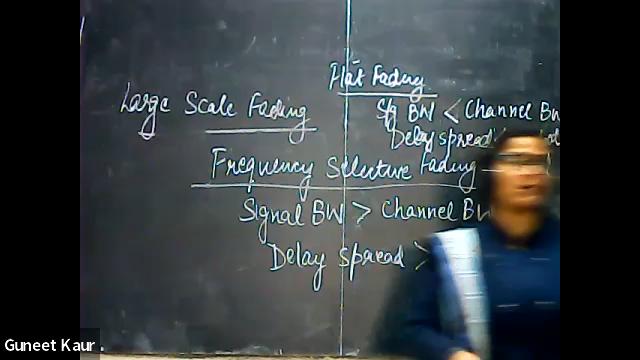 Flat Fading
Large Scale Fading
Sig BW < Channel BW
Delay spread
Frequency Selective Fading
Signal BW > Channel BW
Delay spread >
Guneet Kaur